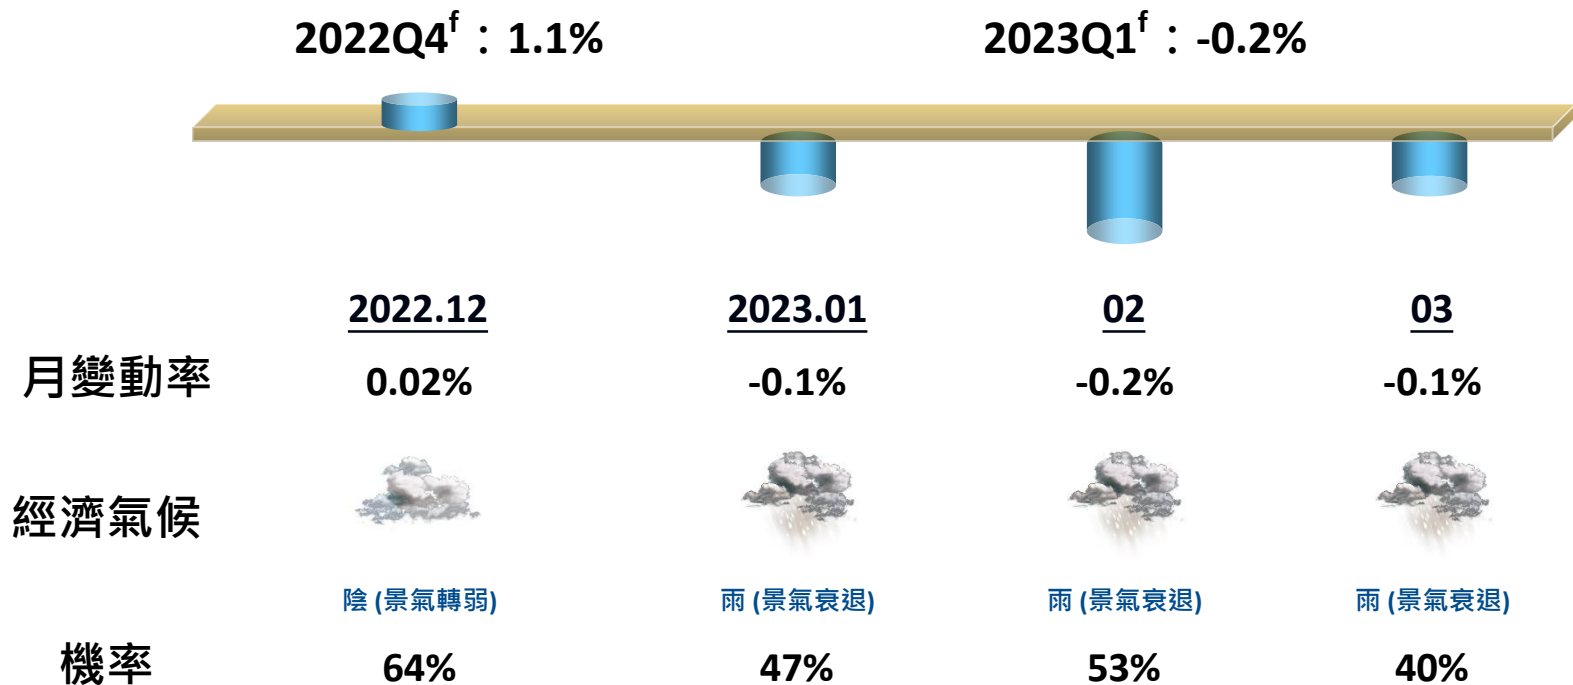 2022Q4f：1.1% 2023Q1f：-0.2%
2022.12 2023.01 02 03
月變動率 0.02% -0.1% -0.2% -0.1%
經濟氣候
陰 (景氣轉弱) 雨 (景氣衰退) 雨 (景氣衰退) 雨 (景氣衰退)
機率 64% 47% 53% 40%